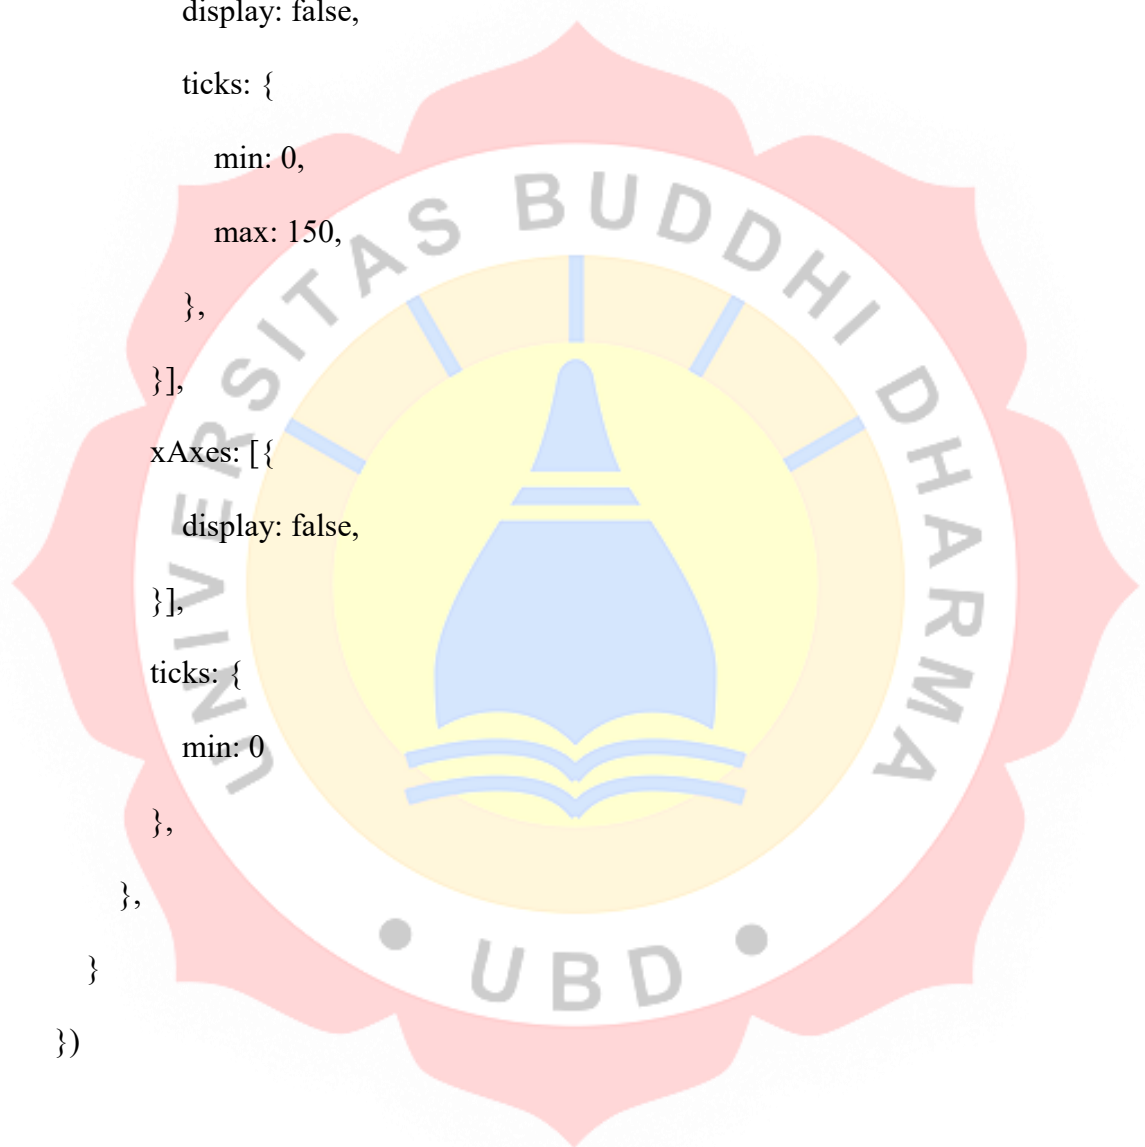 display: false,
ticks: {
min: 0,
max: 150,
},
}],
xAxes: [{
display: false,
}],
ticks: {
min: 0
},
},
}
})
UNIVERSITAS BUDDHI DHARMA
• UBD •